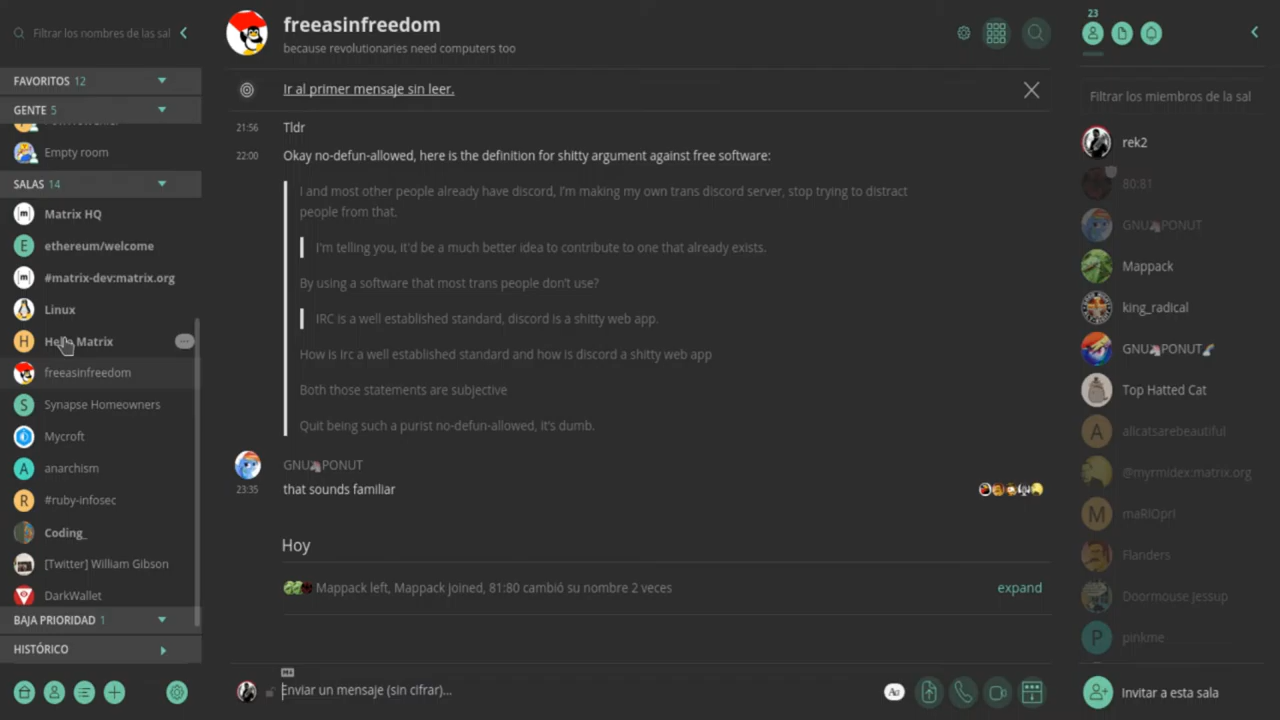 Filtrar los nombres de las sal
FAVORITOS 12
GENTE 5
Empty room
SALAS 14
Matrix HQ
ethereum/welcome
#matrix-dev:matrix.org
Linux
Hello Matrix
freeasinfreedom
Synapse Homeowners
Mycroft
anarchism
#ruby-infosec
Coding_
[Twitter] William Gibson
DarkWallet
BAJA PRIORIDAD 1
HISTÓRICO
freeasinfreedom
because revolutionaries need computers too
Ir al primer mensaje sin leer.
21:56 Tldr
22:00 Okay no-defun-allowed, here is the definition for shitty argument against free software:
I and most other people already have discord, I'm making my own trans discord server, stop trying to distract
people from that.
I'm telling you, it'd be a much better idea to contribute to one that already exists.
By using a software that most trans people don't use?
IRC is a well established standard, discord is a shitty web app.
How is Irc a well established standard and how is discord a shitty web app
Both those statements are subjective
Quit being such a purist no-defun-allowed, it's dumb.
GNU🦄PONUT
23:35 that sounds familiar
Hoy
Mappack left, Mappack joined, 81:80 cambió su nombre 2 veces expand
Enviar un mensaje (sin cifrar)...
Aa
23
Filtrar los miembros de la sal
rek2
80:81
GNU🦄PONUT
Mappack
king_radical
GNU🦄PONUT🌈
Top Hatted Cat
allcatsarebeautiful
@myrmidex:matrix.org
maRlOprI
Flanders
Doormouse Jessup
pinkme
Invitar a esta sala